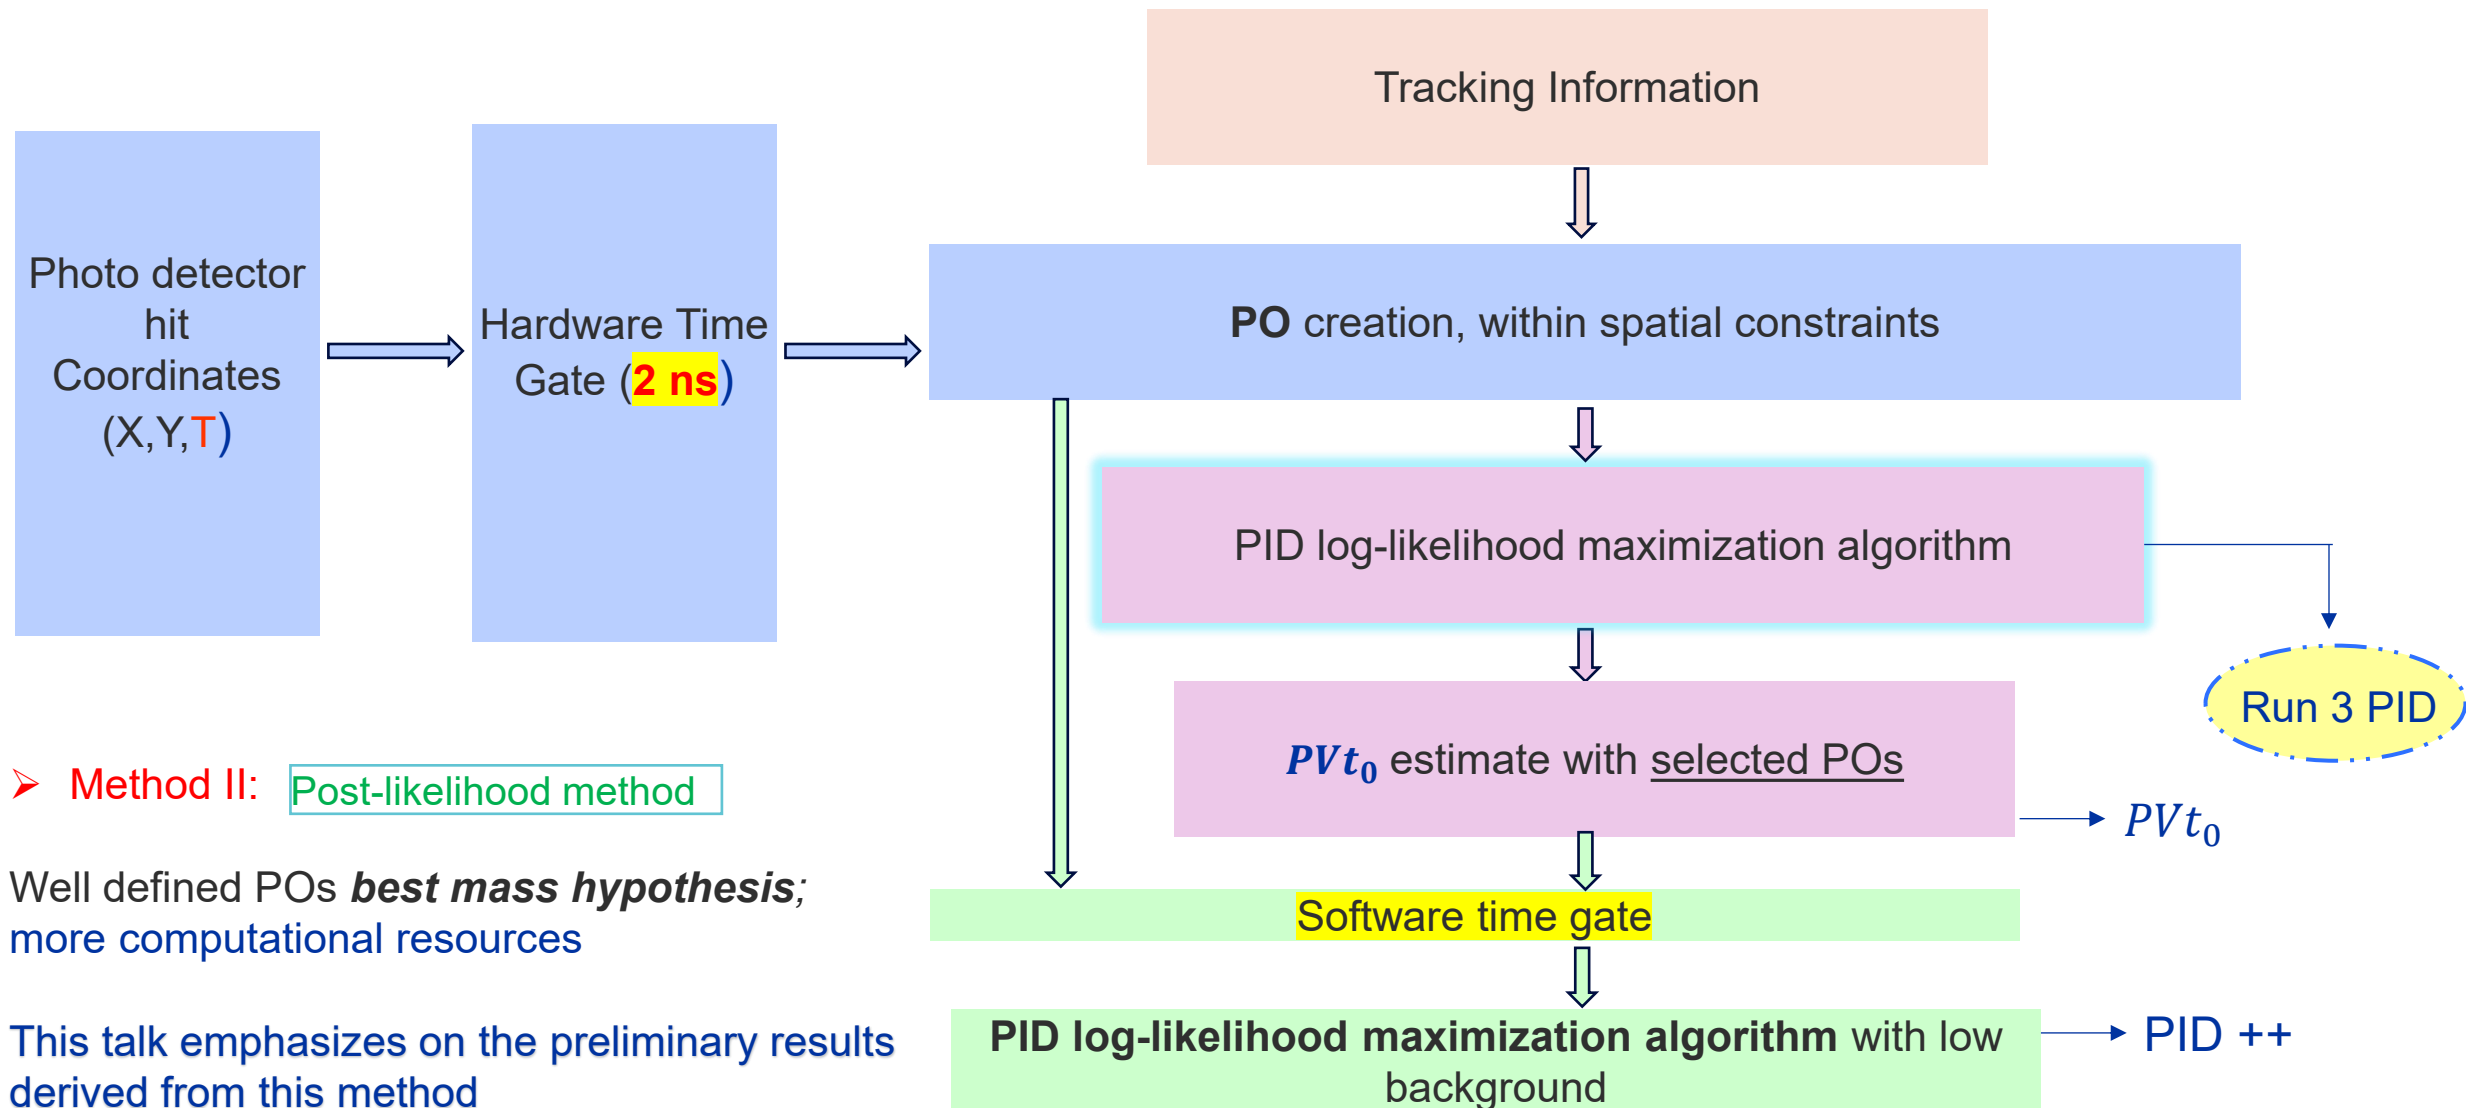 Tracking Information
Photo detector
hit
Coordinates
(X,Y,T)
Hardware Time
Gate (2 ns)
PO creation, within spatial constraints
PID log-likelihood maximization algorithm
Run 3 PID
PVt₀ estimate with selected POs
PVt₀
➢ Method II: Post-likelihood method
Well defined POs best mass hypothesis;
more computational resources
Software time gate
This talk emphasizes on the preliminary results
derived from this method
PID log-likelihood maximization algorithm with low
background
PID ++